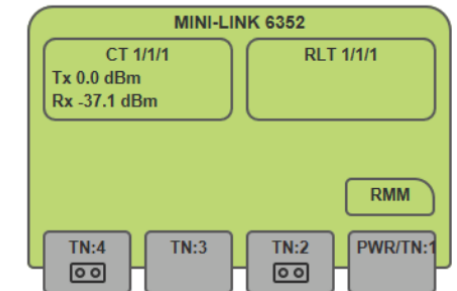 MINI-LINK 6352
CT 1/1/1
Tx 0.0 dBm
Rx -37.1 dBm
RLT 1/1/1
RMM
TN:4
TN:3
TN:2
PWR/TN:1